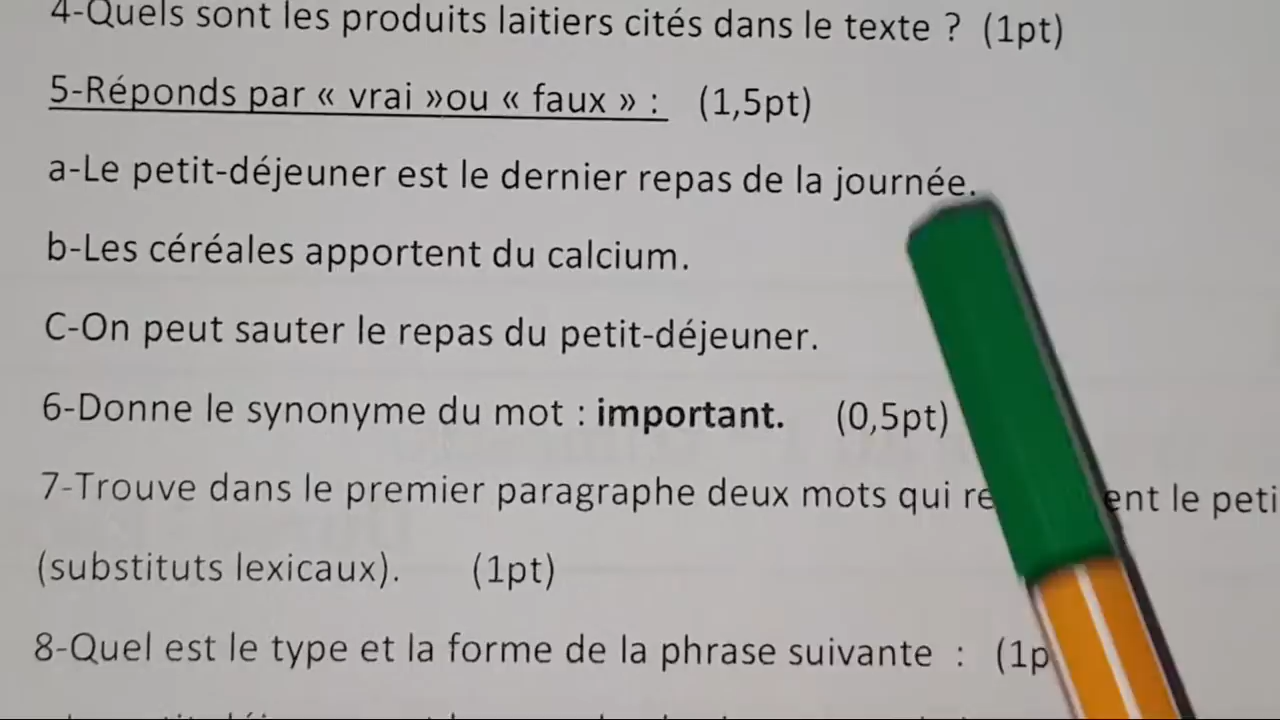 4-Quels sont les produits laitiers cités dans le texte ? (1pt)
5-Réponds par « vrai »ou « faux » : (1,5pt)
a-Le petit-déjeuner est le dernier repas de la journée.
b-Les céréales apportent du calcium.
C-On peut sauter le repas du petit-déjeuner.
6-Donne le synonyme du mot : important. (0,5pt)
7-Trouve dans le premier paragraphe deux mots qui le
(substituts lexicaux). (1pt)
8-Quel est le type et la forme de la phrase suivante : (1p